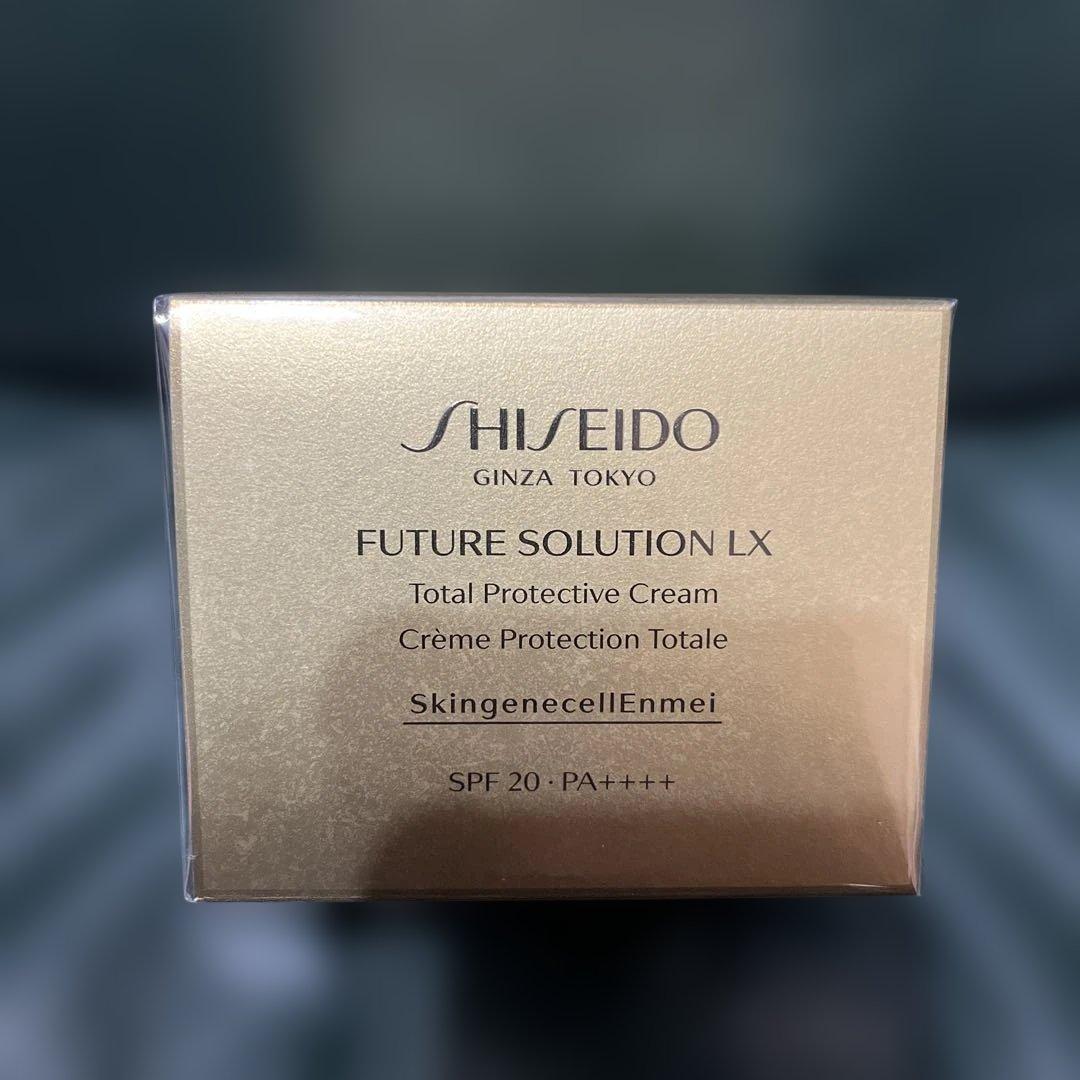 SHISEIDO
GINZA TOKYO
FUTURE SOLUTION LX
Total Protective Cream
Crème Protection Totale
SkingenecellEnmei
SPF 20・PA++++